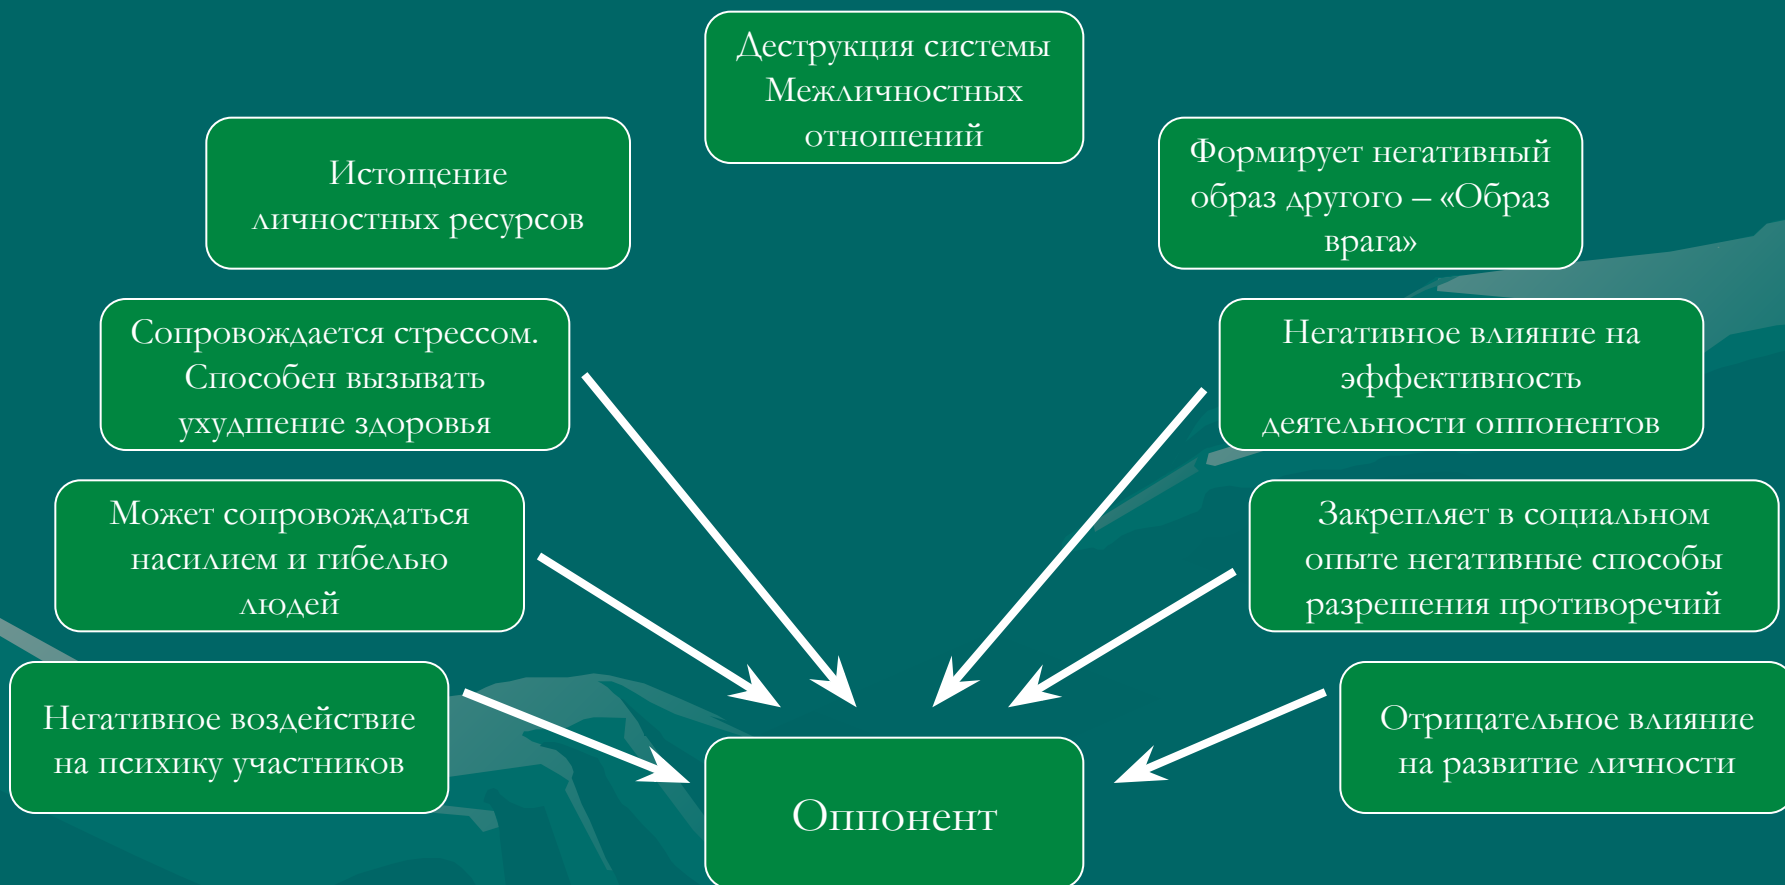 Деструкция системы
Межличностных
отношений
Истощение
личностных ресурсов
Формирует негативный
образ другого – «Образ
врага»
Сопровождается стрессом.
Способен вызывать
ухудшение здоровья
Негативное влияние на
эффективность
деятельности оппонентов
Может сопровождаться
насилием и гибелью
людей
Закрепляет в социальном
опыте негативные способы
разрешения противоречий
Негативное воздействие
на психику участников
Отрицательное влияние
на развитие личности
Оппонент